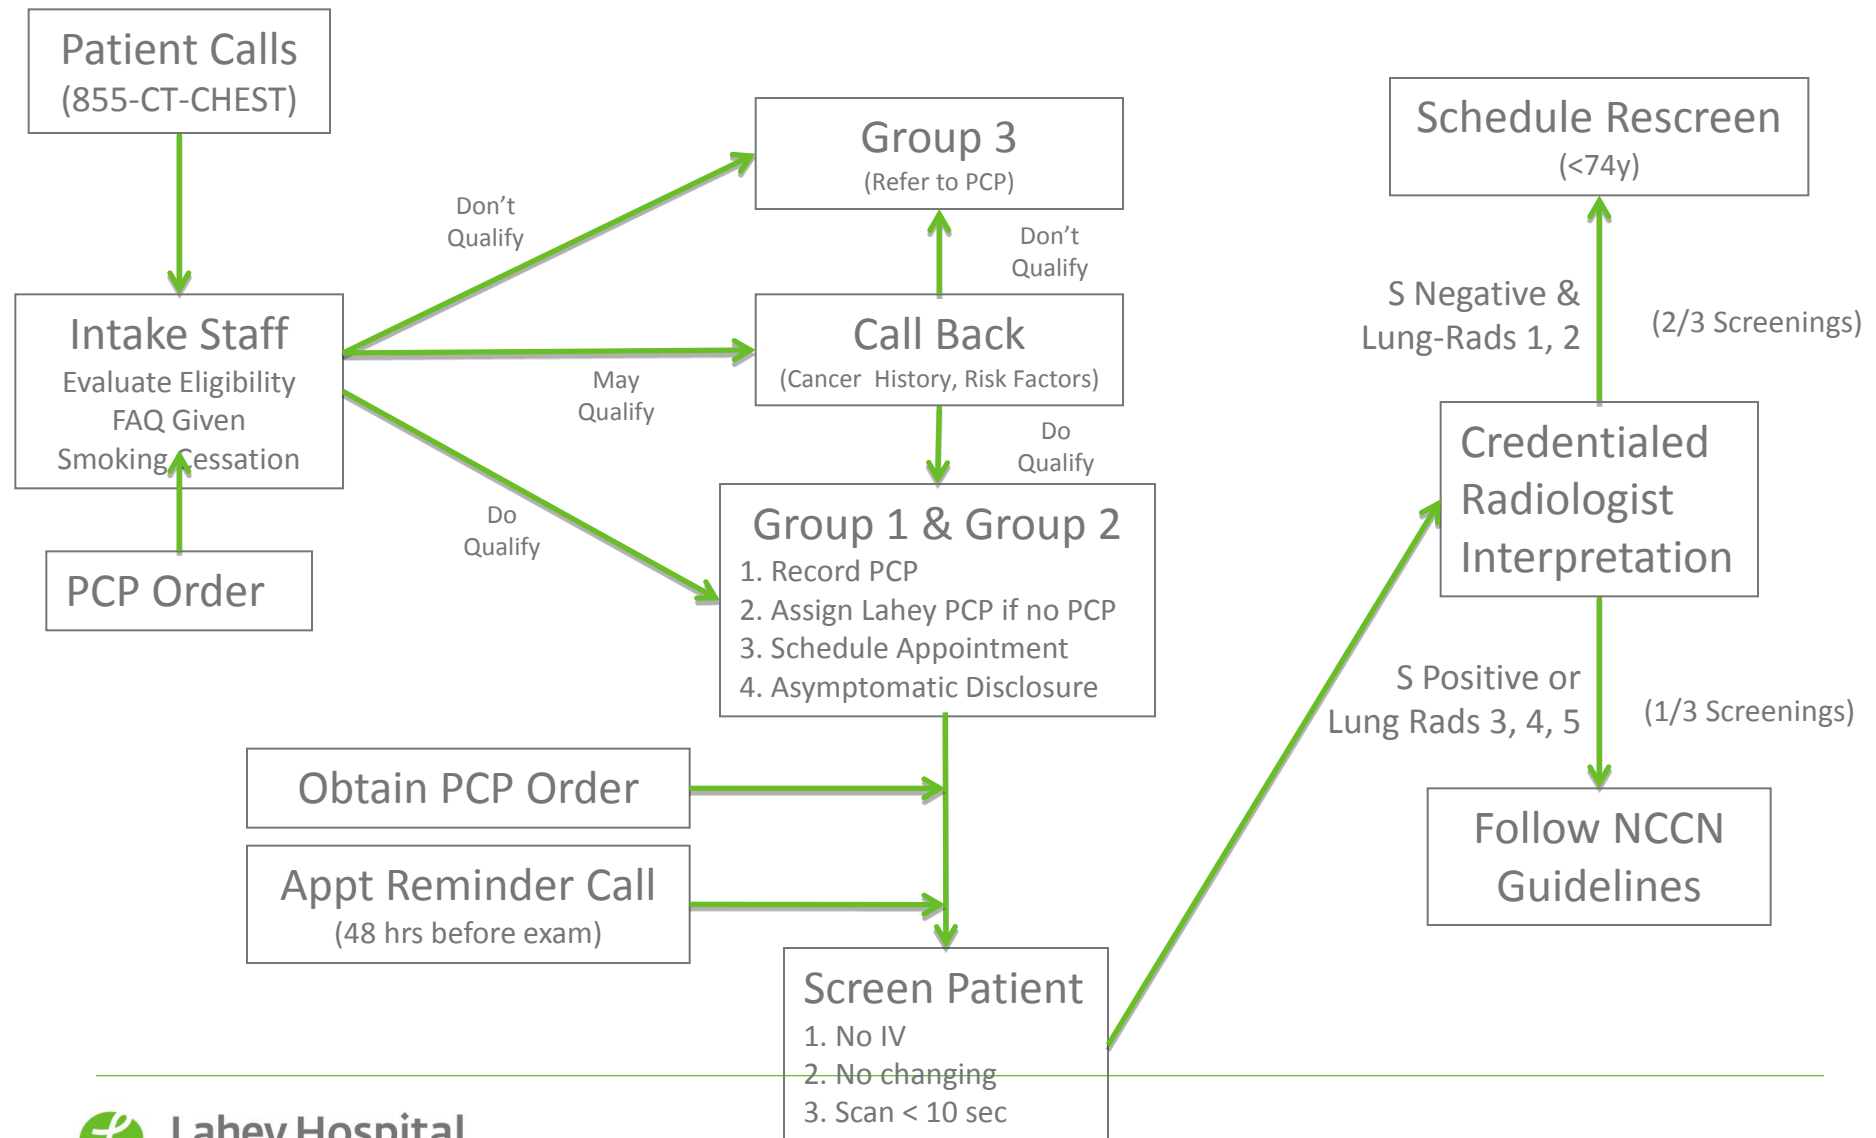 Patient Calls
(855-CT-CHEST)
Intake Staff
Evaluate Eligibility
FAQ Given
Smoking Cessation
PCP Order
Don't
Qualify
May
Qualify
Do
Qualify
Group 3
(Refer to PCP)
Don't
Qualify
Call Back
(Cancer History, Risk Factors)
Do
Qualify
Group 1 & Group 2
1. Record PCP
2. Assign Lahey PCP if no PCP
3. Schedule Appointment
4. Asymptomatic Disclosure
Obtain PCP Order
Appt Reminder Call
(48 hrs before exam)
Screen Patient
1. No IV
2. No changing
3. Scan < 10 sec
Schedule Rescreen
(<74y)
S Negative &
Lung-Rads 1, 2
(2/3 Screenings)
Credentialed
Radiologist
Interpretation
S Positive or
Lung Rads 3, 4, 5
(1/3 Screenings)
Follow NCCN
Guidelines
Lahey Hospital